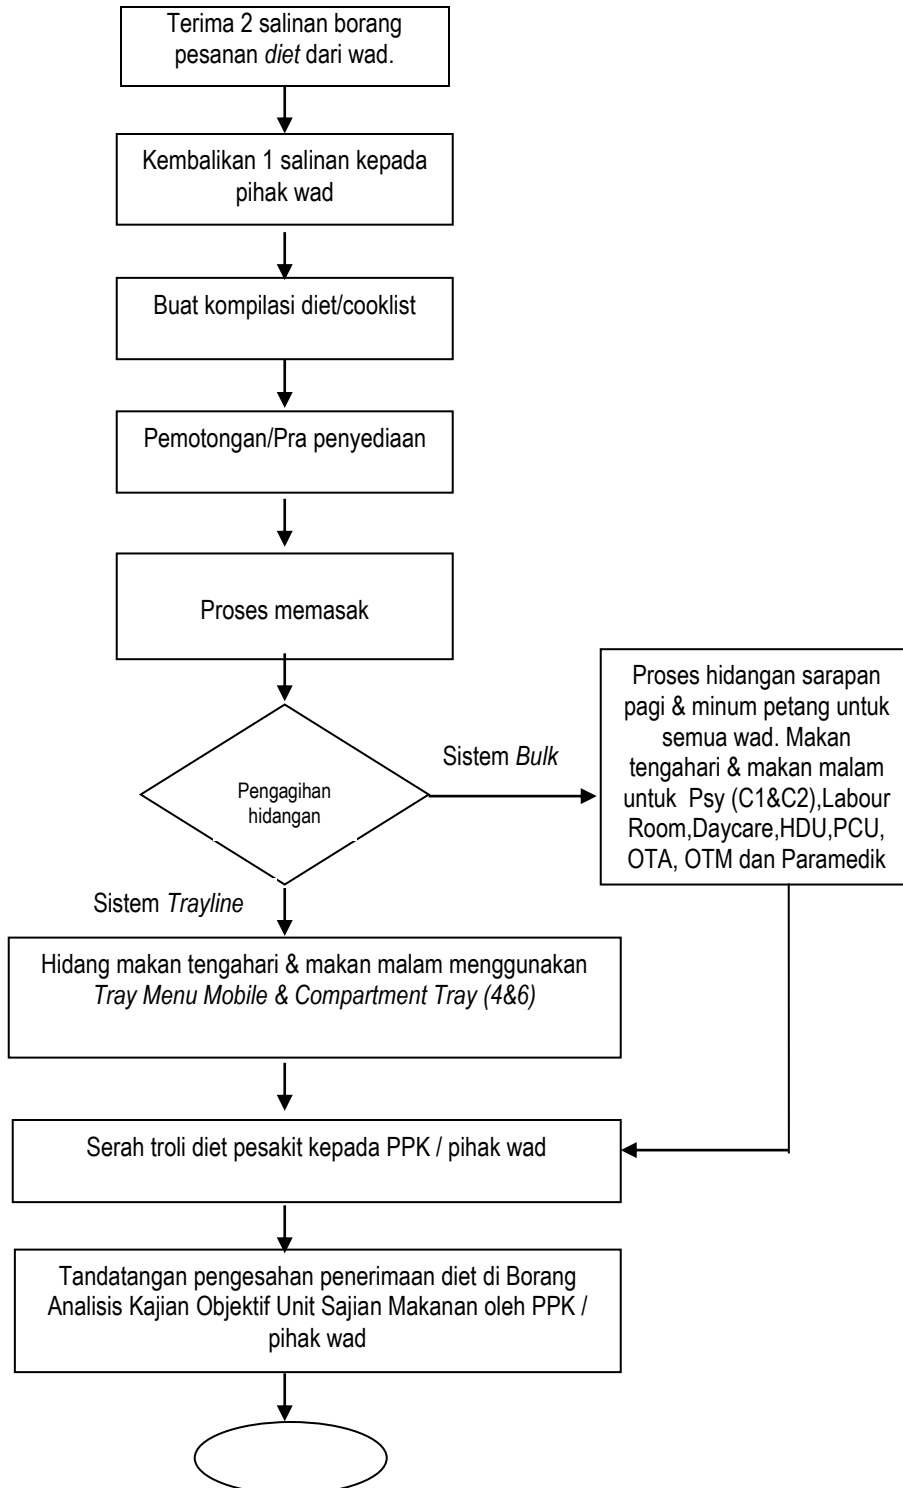 Terima 2 salinan borang
pesanan diet dari wad.
Kembalikan 1 salinan kepada
pihak wad
Buat kompilasi diet/cooklist
Pemotongan/Pra penyediaan
Proses memasak
Pengagihan
hidangan
Sistem Bulk
Proses hidangan sarapan
pagi & minum petang untuk
semua wad. Makan
tengahari & makan malam
untuk Psy (C1&C2),Labour
Room,Daycare,HDU,PCU,
OTA, OTM dan Paramedik
Sistem Trayline
Hidang makan tengahari & makan malam menggunakan
Tray Menu Mobile & Compartment Tray (4&6)
Serah troli diet pesakit kepada PPK / pihak wad
Tandatangan pengesahan penerimaan diet di Borang
Analisis Kajian Objektif Unit Sajian Makanan oleh PPK /
pihak wad